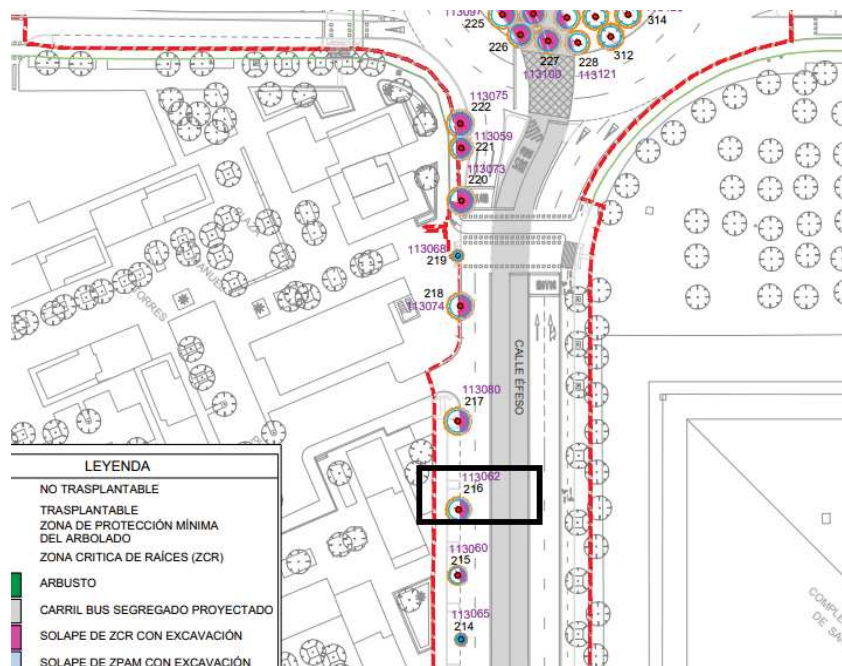 225
314
226
312
227
228
113100
113121
113075
222
113059
221
113073
220
113068
219
218
113074
CALLE ÉFESO
113080
217
113062
216
113060
215
113065
214
LEYENDA
NO TRASPLANTABLE
TRASPLANTABLE
ZONA DE PROTECCIÓN MÍNIMA
DEL ARBOLADO
ZONA CRITICA DE RAÍCES (ZCR)
ARBUSTO
CARRIL BUS SEGREGADO PROYECTADO
SOLAPE DE ZCR CON EXCAVACIÓN
SOLAPE DE ZPAM CON EXCAVACIÓN
TORRES
DE SA